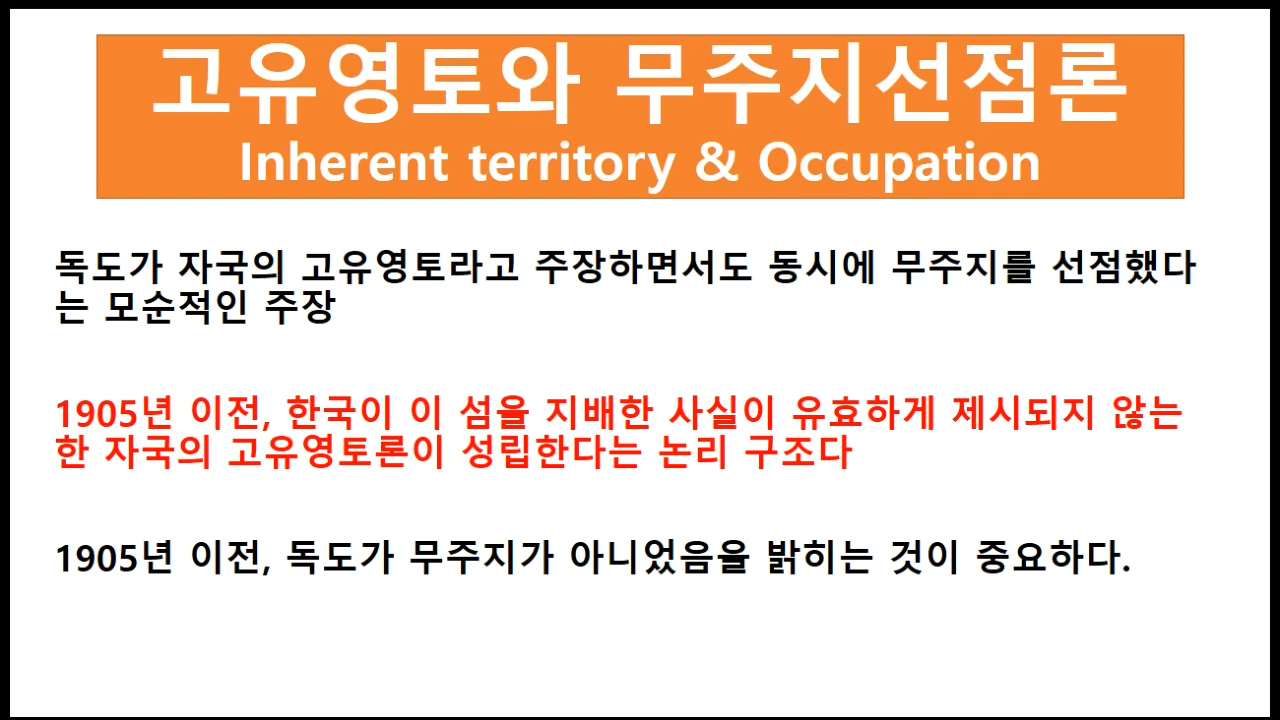 고유영토와 무주지선점론
Inherent territory & Occupation
독도가 자국의 고유영토라고 주장하면서도 동시에 무주지를 선점했다
는 모순적인 주장
1905년 이전, 한국이 이 섬을 지배한 사실이 유효하게 제시되지 않는
한 자국의 고유영토론이 성립한다는 논리 구조다
1905년 이전, 독도가 무주지가 아니었음을 밝히는 것이 중요하다.